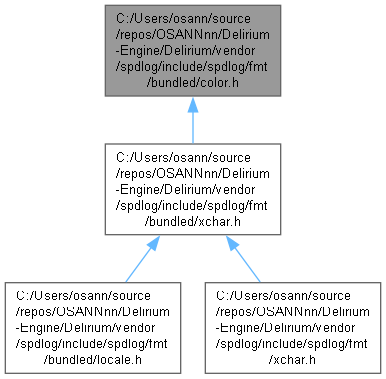 C:/Users/osann/source
/repos/OSANNnn/Delirium
-Engine/Delirium/vendor
/spdlog/include/spdlog/fmt
/bundled/color.h
C:/Users/osann/source
/repos/OSANNnn/Delirium
-Engine/Delirium/vendor
/spdlog/include/spdlog/fmt
/bundled/xchar.h
C:/Users/osann/source
/repos/OSANNnn/Delirium
-Engine/Delirium/vendor
/spdlog/include/spdlog/fmt
/bundled/locale.h
C:/Users/osann/source
/repos/OSANNnn/Delirium
-Engine/Delirium/vendor
/spdlog/include/spdlog/fmt
/xchar.h